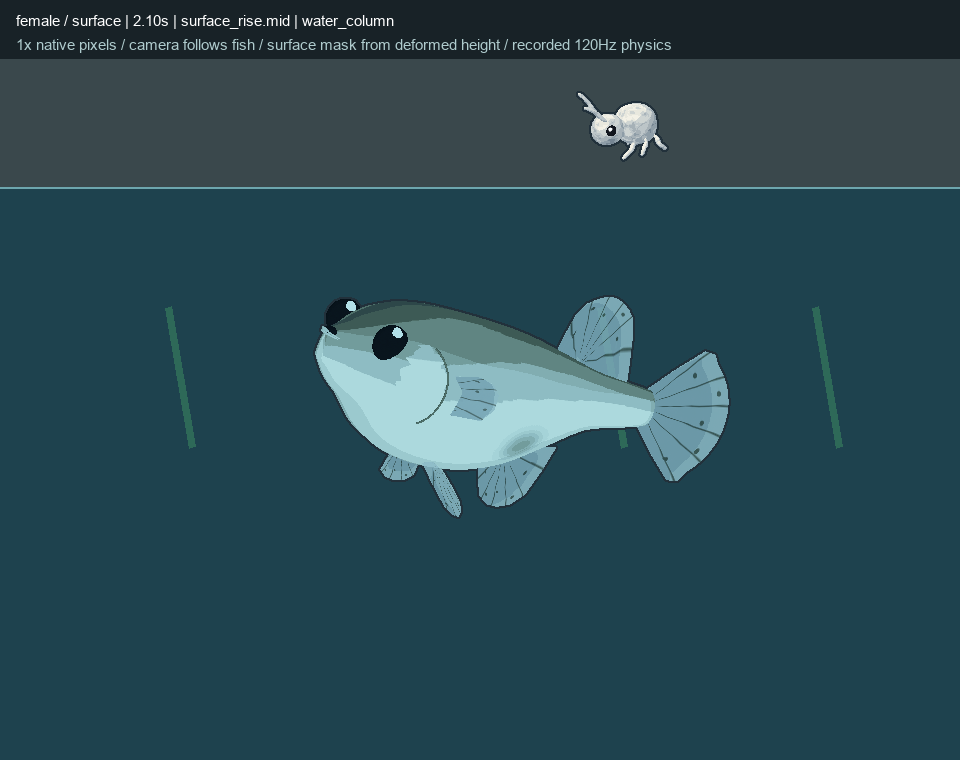 female / surface | 2.10s | surface_rise.mid | water_column
1x native pixels / camera follows fish / surface mask from deformed height / recorded 120Hz physics